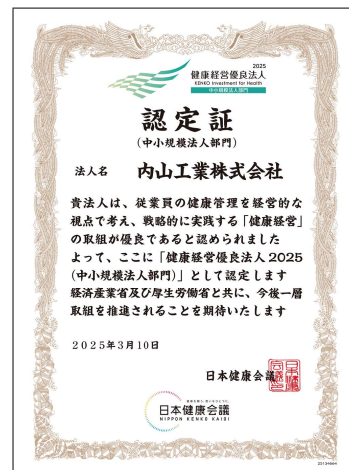 2025
健康経営優良法人
KENKO Investment for Health
中小規模法人部門
認定証
(中小規模法人部門)
法人名 内山工業株式会社
貴法人は、従業員の健康管理を経営的な
視点で考え、戦略的に実践する「健康経営」
の取組が優良であると認められました
よって、ここに「健康経営優良法人2025
(中小規模法人部門)」として認定します
経済産業省及び厚生労働省と共に、今後一層
取組を推進されることを期待いたします
2025年3月10日
日本健康会議
日本健康会議
NIPPON KENKO KAIGI